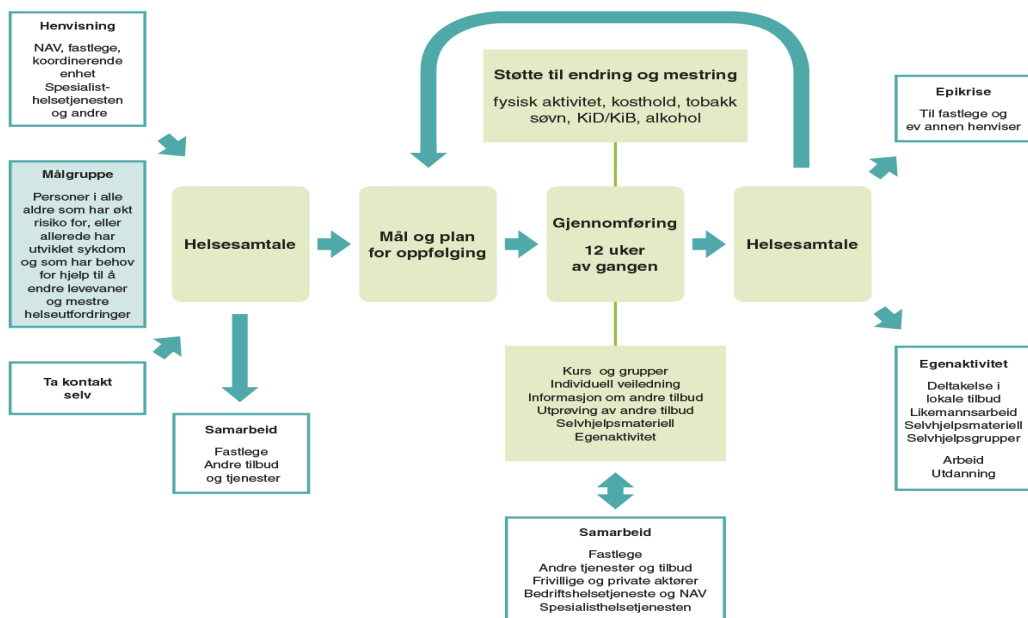 Henvisning
NAV, fastlege,
koordinerende
enhet
Spesialist-
helsetjenesten
og andre
Målgruppe
Personer i alle
aldre som har økt
risiko for, eller
allerede har
utviklet sykdom
og som har behov
for hjelp til å
endre levevaner
og mestre
helseutfordringer
Ta kontakt
selv
Helsesamtale
Samarbeid
Fastlege
Andre tilbud
og tjenester
Mål og plan
for oppfølging
Støtte til endring og mestring
fysisk aktivitet, kosthold, tobakk
søvn, KiD/KiB, alkohol
Gjennomføring
12 uker
av gangen
Kurs og grupper
Individuell veiledning
Informasjon om andre tilbud
Utprøving av andre tilbud
Selvhjelpsmateriell
Egenaktivitet
Samarbeid
Fastlege
Andre tjenester og tilbud
Frivillige og private aktører
Bedriftshelsetjeneste og NAV
Spesialisthelsetjenesten
Helsesamtale
Epikrise
Til fastlege og
ev annen henviser
Egenaktivitet
Deltakelse i
lokale tilbud
Likemannsarbeid
Selvhjelpsmateriell
Selvhjelpsgrupper
Arbeid
Utdanning